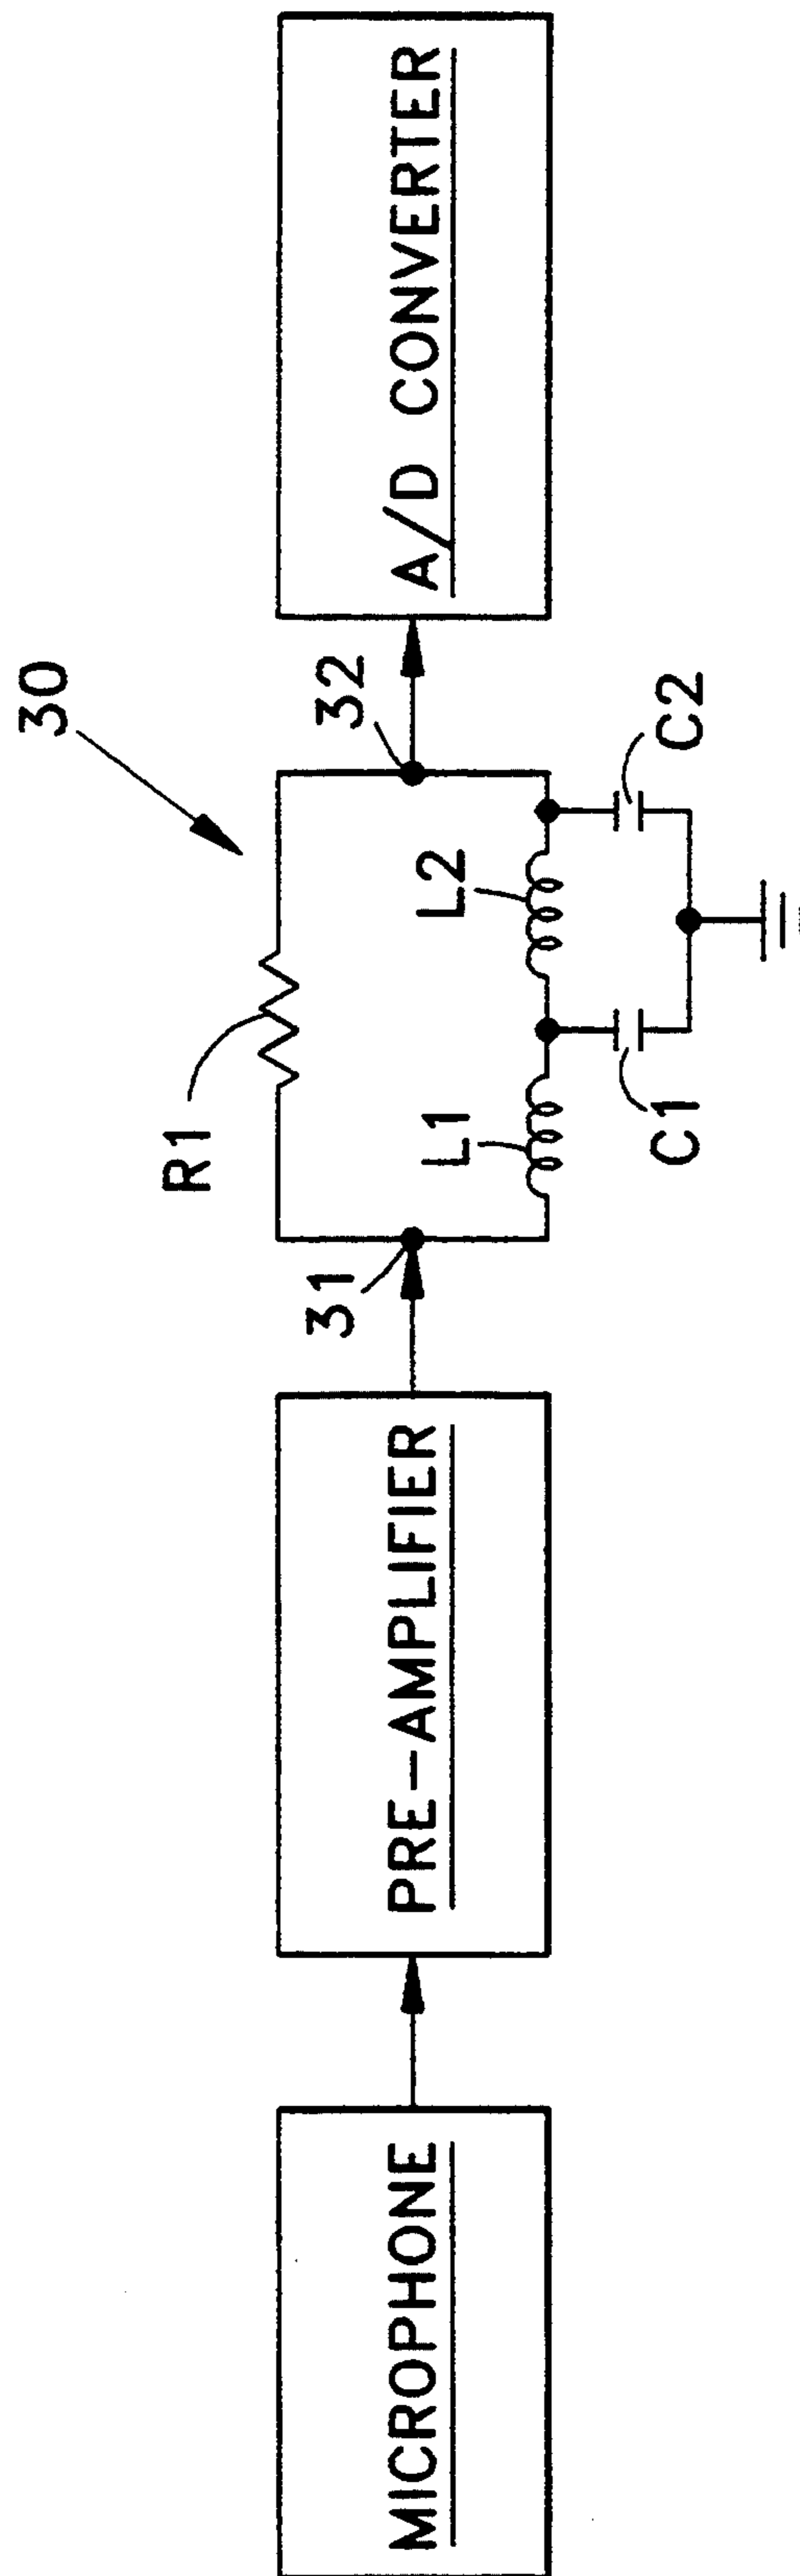 30
R1
31
32
L1
L2
C1
C2
MICROPHONE
PRE-AMPLIFIER
A/D CONVERTER